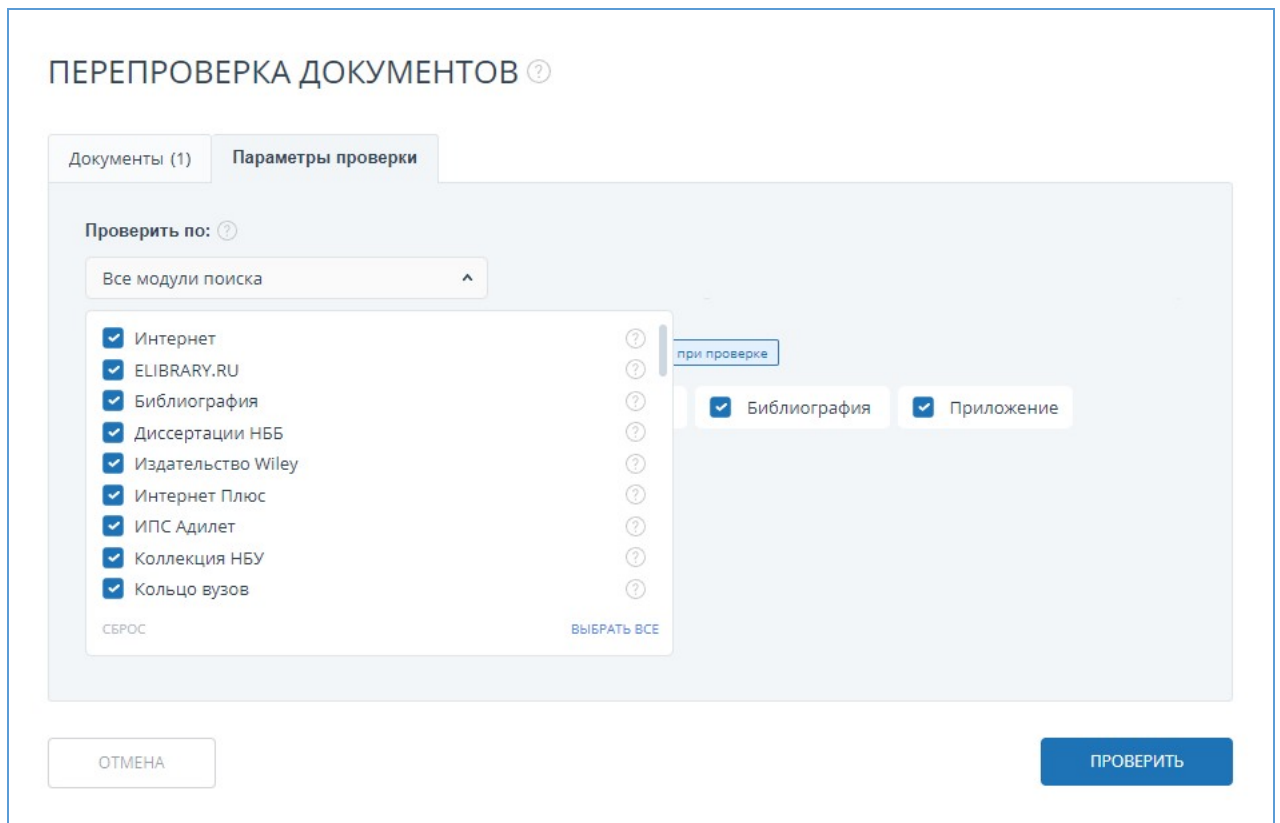 ПЕРЕПРОВЕРКА ДОКУМЕНТОВ ?
Документы (1) Параметры проверки
Проверить по: ?
Все модули поиска
Интернет ?
при проверке
ELIBRARY.RU ?
Библиография ?
Библиография Приложение
Диссертации НББ ?
Издательство Wiley ?
Интернет Плюс ?
ИПС Адилет ?
Коллекция НБУ ?
Кольцо вузов ?
СБРОС ВЫБРАТЬ ВСЕ
ОТМЕНА ПРОВЕРИТЬ